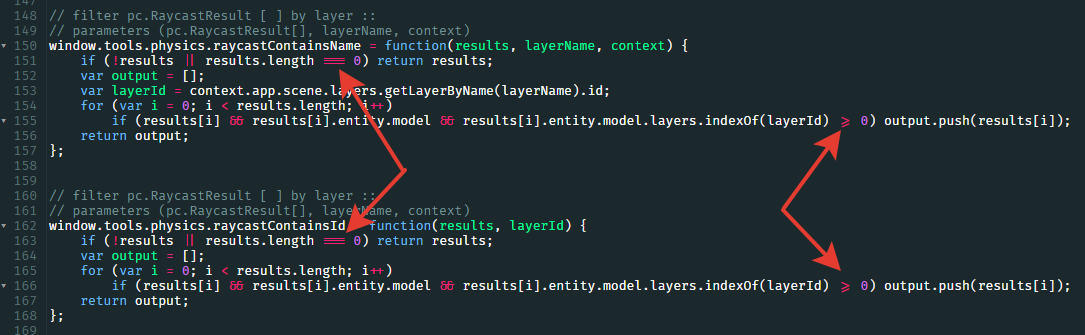 147
148 // filter pc.RaycastResult [ ] by layer ::
149 // parameters (pc.RaycastResult[], layerName, context)
150 window.tools.physics.raycastContainsName = function(results, layerName, context) {
151 if (!results || results.length === 0) return results;
152 var output = [];
153 var layerId = context.app.scene.layers.getLayerByName(layerName).id;
154 for (var i = 0; i < results.length; i++)
155 if (results[i] && results[i].entity.model && results[i].entity.model.layers.indexOf(layerId) >= 0) output.push(results[i]);
156 return output;
157 };
158
159
160 // filter pc.RaycastResult [ ] by layer ::
161 // parameters (pc.RaycastResult[], layerName, context)
162 window.tools.physics.raycastContainsId = function(results, layerId) {
163 if (!results || results.length === 0) return results;
164 var output = [];
165 for (var i = 0; i < results.length; i++)
166 if (results[i] && results[i].entity.model && results[i].entity.model.layers.indexOf(layerId) >= 0) output.push(results[i]);
167 return output;
168 };
169